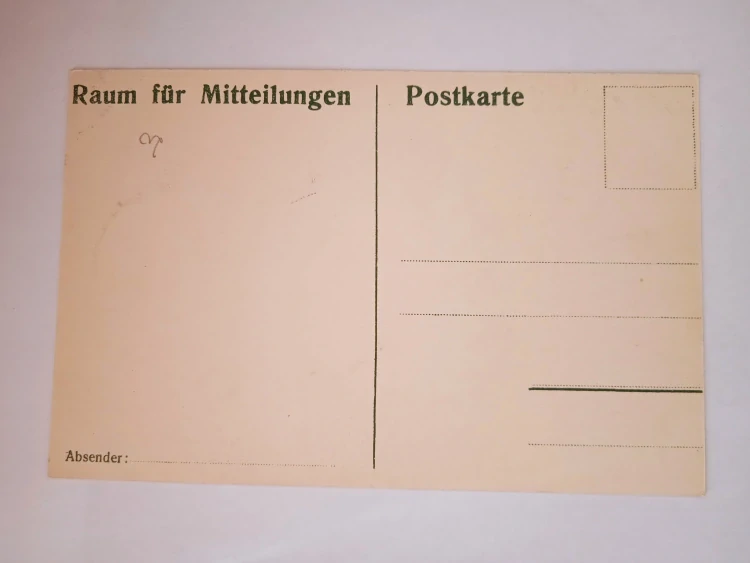 Raum für Mitteilungen
Postkarte
Absender: